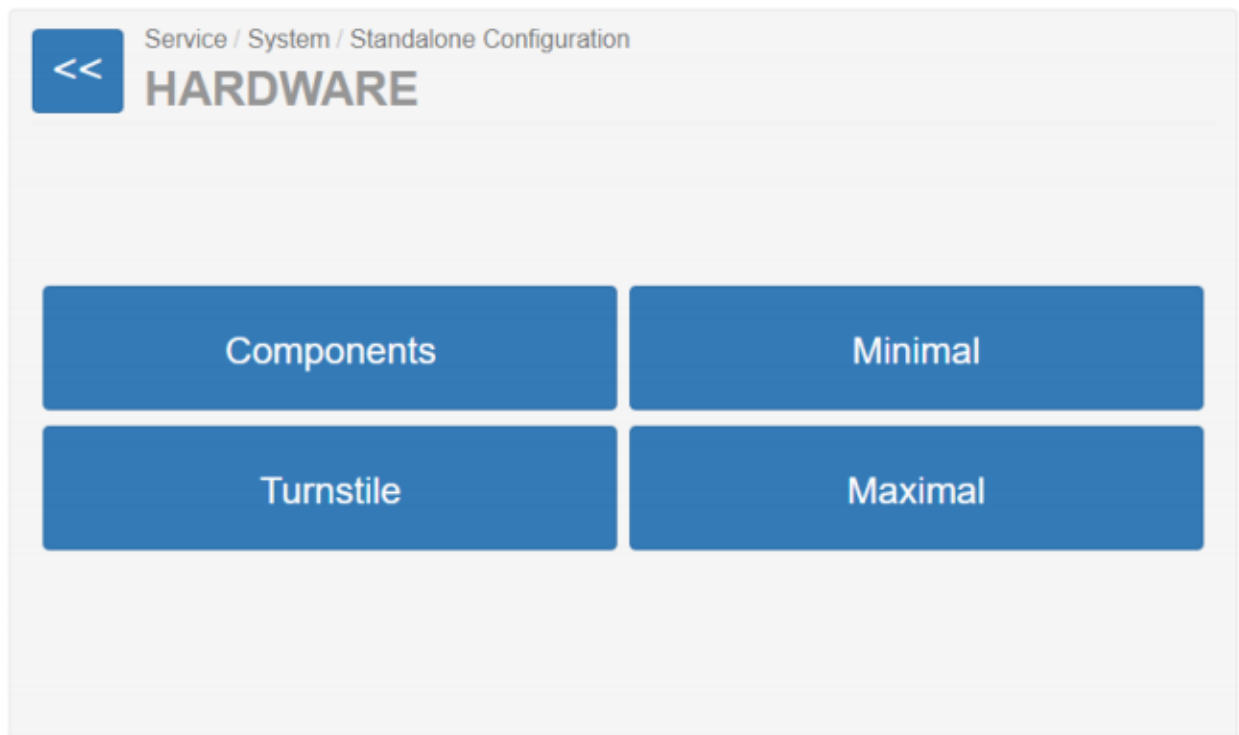 <<
Service / System / Standalone Configuration
HARDWARE
Components
Minimal
Turnstile
Maximal